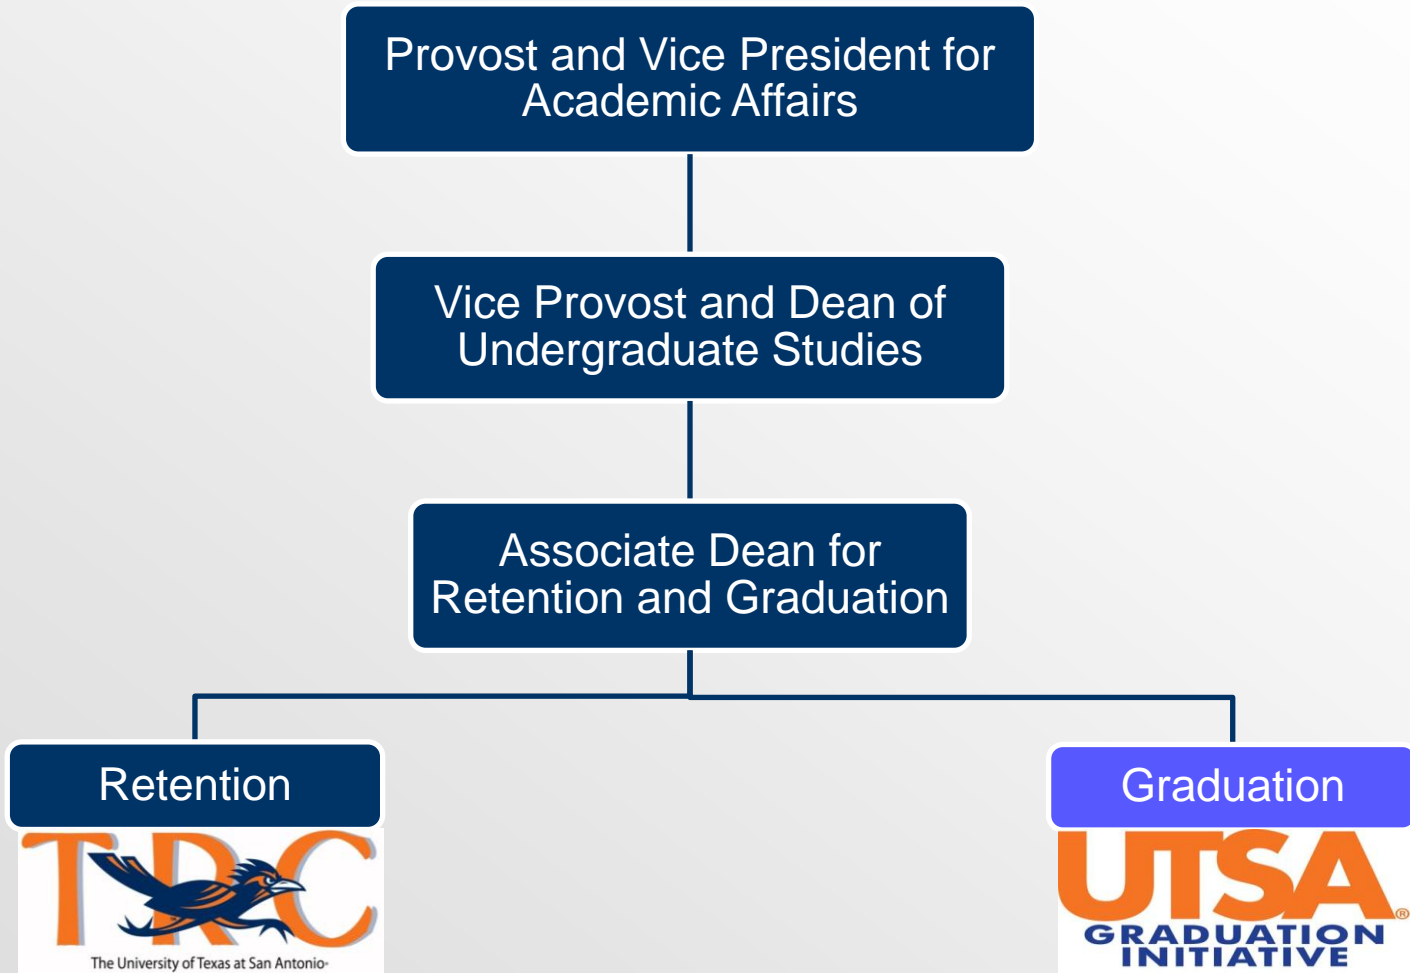 Provost and Vice President for
Academic Affairs
Vice Provost and Dean of
Undergraduate Studies
Associate Dean for
Retention and Graduation
Retention
Graduation
TRC
The University of Texas at San Antonio™
UTSA®
GRADUATION
INITIATIVE